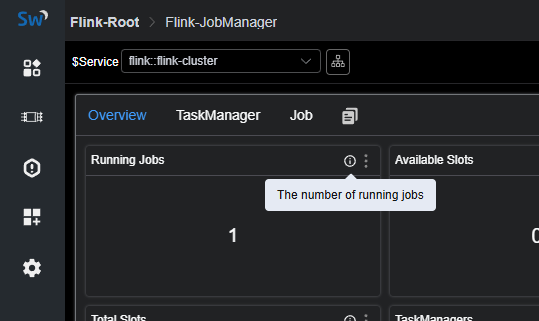 Sw
Flink-Root > Flink-JobManager
$Service flink::flink-cluster
Overview TaskManager Job
Running Jobs Available Slots
The number of running jobs
1 0
Total Slots TaskManagers